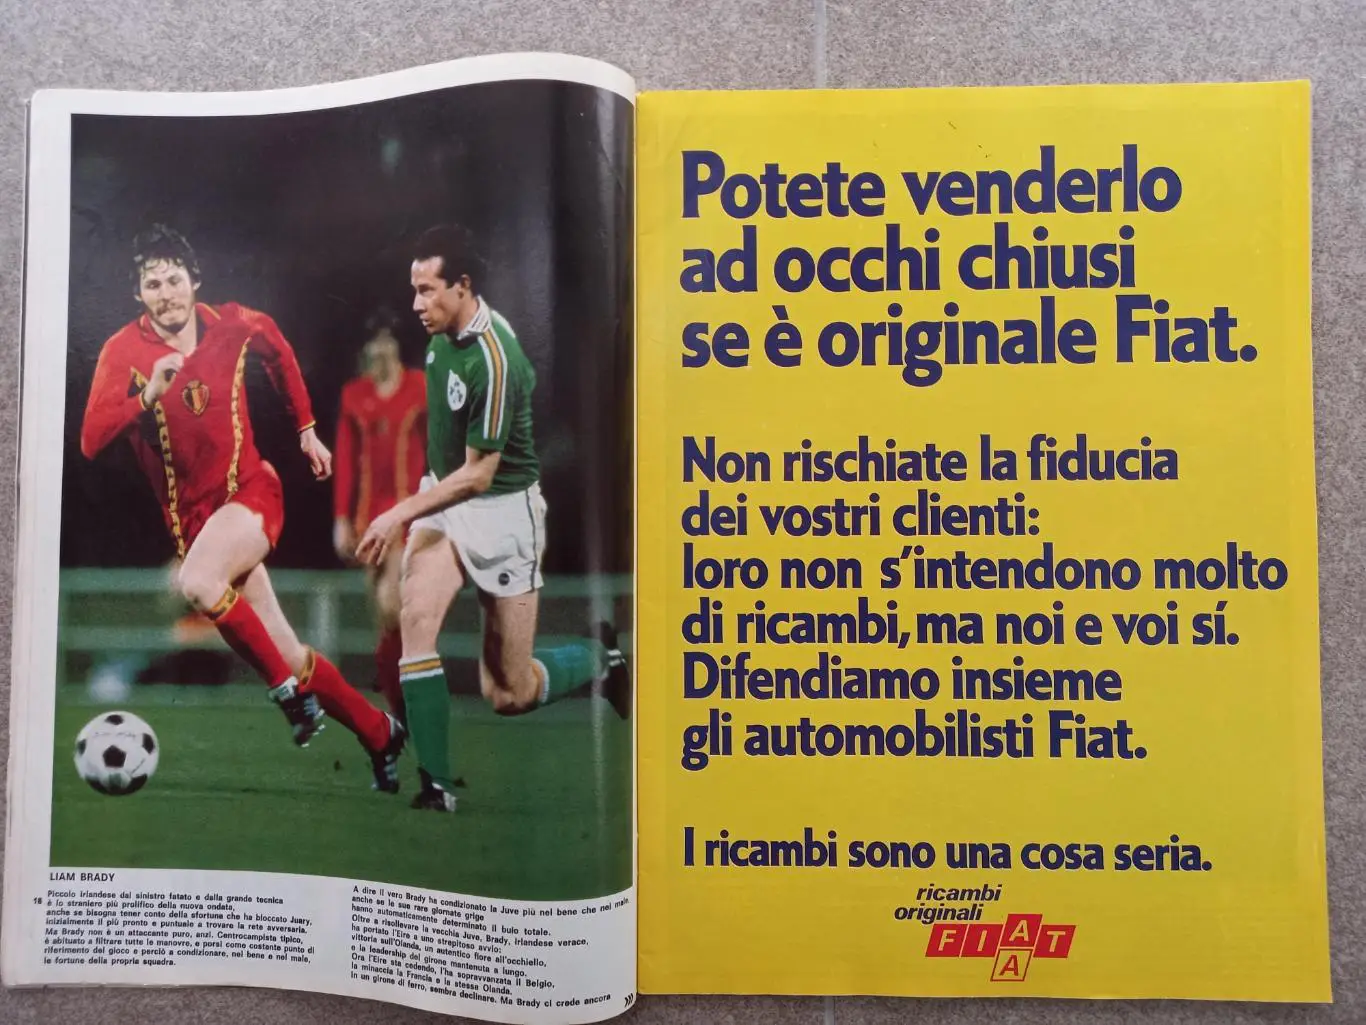 LIAM BRADY
Piccolo irlandese dal sinistro fatato e dalla grande tecnica
è lo straniero più prolifico della nuova ondata,
anche se bisogna tener conto della sfortuna che ha bloccato Juary,
inizialmente il più pronto e puntuale a trovare la rete avversaria.
Ma Brady non è un attaccante puro, anzi. Centrocampista tipico,
è abituato a filtrare tutte le manovre, e porsi come costante punto di
riferimento del gioco e perciò a condizionare, nel bene e nel male,
le fortune della propria squadra.
16
A dire il vero Brady ha condizionato la Juve più nel bene che nel male,
anche se le sue rare giornate grige
hanno automaticamente determinato il buio totale.
Oltre a risollevare la vecchia Juve, Brady, irlandese verace,
ha portato l'Eire a uno strepitoso avvio:
vittoria sull'Olanda, un autentico fiore all'occhiello,
e la leadership del girone mantenuta a lungo.
Ora l'Eire sta cedendo, l'ha sopravvanzata il Belgio,
la minaccia la Francia e la stessa Olanda.
In un girone di ferro, sembra declinare. Ma Brady ci crede ancora
Potete venderlo
ad occhi chiusi
se è originale Fiat.
Non rischiate la fiducia
dei vostri clienti:
loro non s'intendono molto
di ricambi, ma noi e voi sí.
Difendiamo insieme
gli automobilisti Fiat.
I ricambi sono una cosa seria.
ricambi
originali
FIAT
A